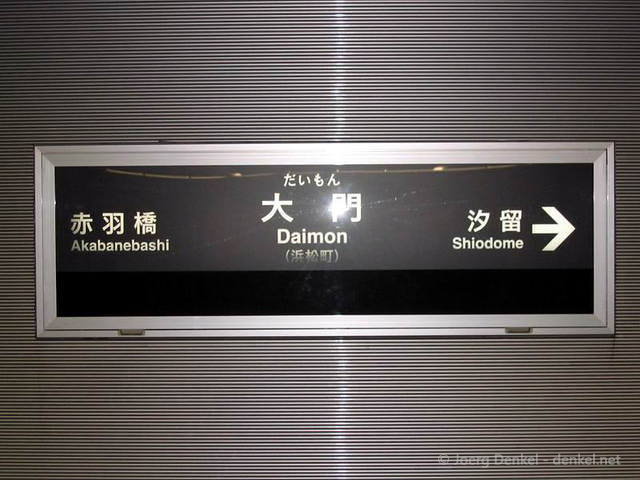 だいもん
大門
Daimon
(浜松町)
赤羽橋
Akabanebashi
汐留
Shiodome
© Joerg Denkel - denkel.net